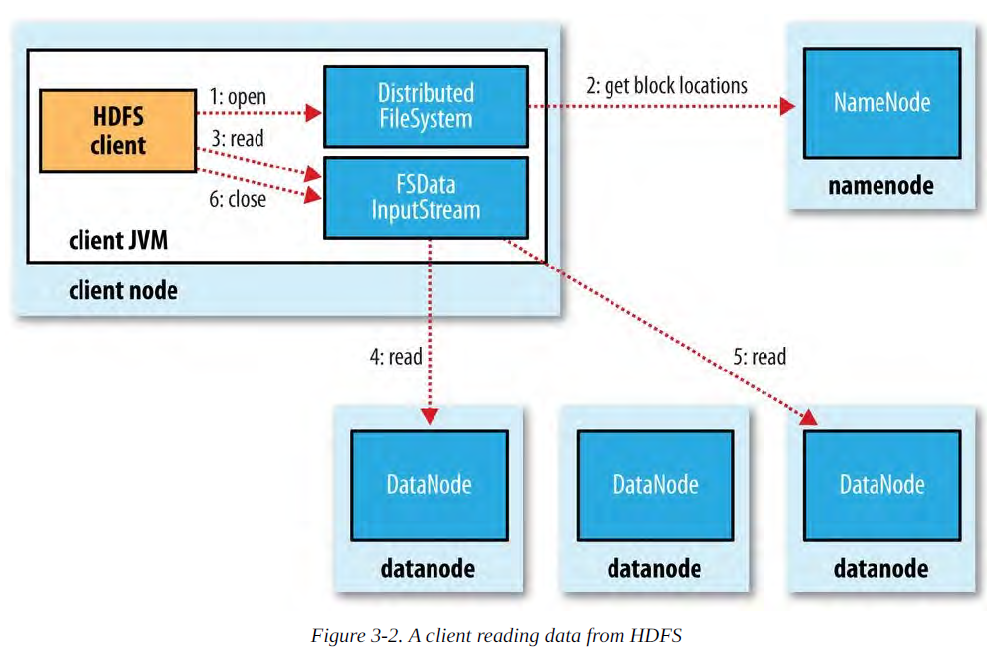 HDFS
client
1: open
3: read
6: close
Distributed
FileSystem
FSData
InputStream
client JVM
client node
2: get block locations
NameNode
namenode
4: read
5: read
DataNode
datanode
DataNode
datanode
DataNode
datanode
Figure 3-2. A client reading data from HDFS